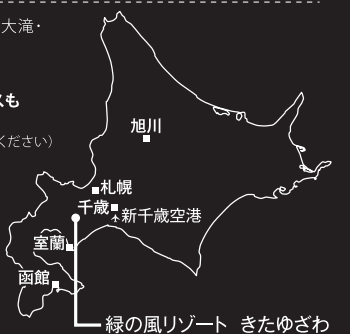 大滝・
スも
ください）
旭川
札幌
千歳
新千歳空港
室蘭
函館
緑の風リゾート きたゆざわ